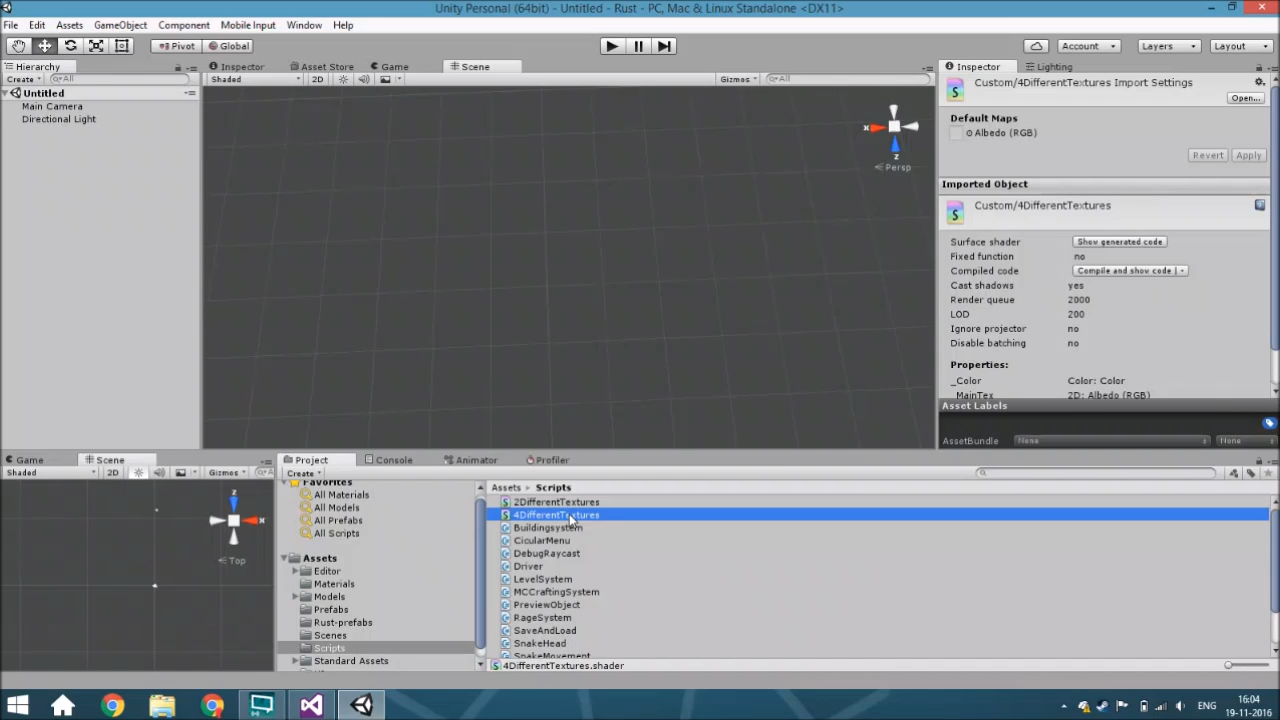 Unity Personal (64bit) - Untitled - Rust - PC, Mac & Linux Standalone <DX11>
File Edit Assets GameObject Component Mobile Input Window Help
Pivot Global Account Layers Layout
Hierarchy
Create All
Untitled
Main Camera
Directional Light
Inspector Asset Store Game Scene
Shaded 2D Gizmos All
x z
Persp
Inspector Lighting
Custom/4DifferentTextures Import Settings
Open...
Default Maps
Albedo (RGB)
Revert Apply
Imported Object
Custom/4DifferentTextures
Surface shader Show generated code
Fixed function no
Compiled code Compile and show code
Cast shadows yes
Render queue 2000
LOD 200
Ignore projector no
Disable batching no
Properties:
_Color Color: Color
_MainTex 2D: Albedo (RGB)
Asset Labels
AssetBundle None None
Game Scene
Shaded 2D Gizmos
z x
Top
Project Console Animator Profiler
Create
Favorites
All Materials
All Models
All Prefabs
All Scripts
Assets
Editor
Materials
Models
Prefabs
Rust-prefabs
Scenes
Scripts
Standard Assets
Assets Scripts
2DifferentTextures
4DifferentTextures
Buildingsystem
CicularMenu
DebugRaycast
Driver
LevelSystem
MCCraftingSystem
PreviewObject
RageSystem
SaveAndLoad
SnakeHead
SnakeMovement
4DifferentTextures.shader
ENG
16:04
19-11-2016